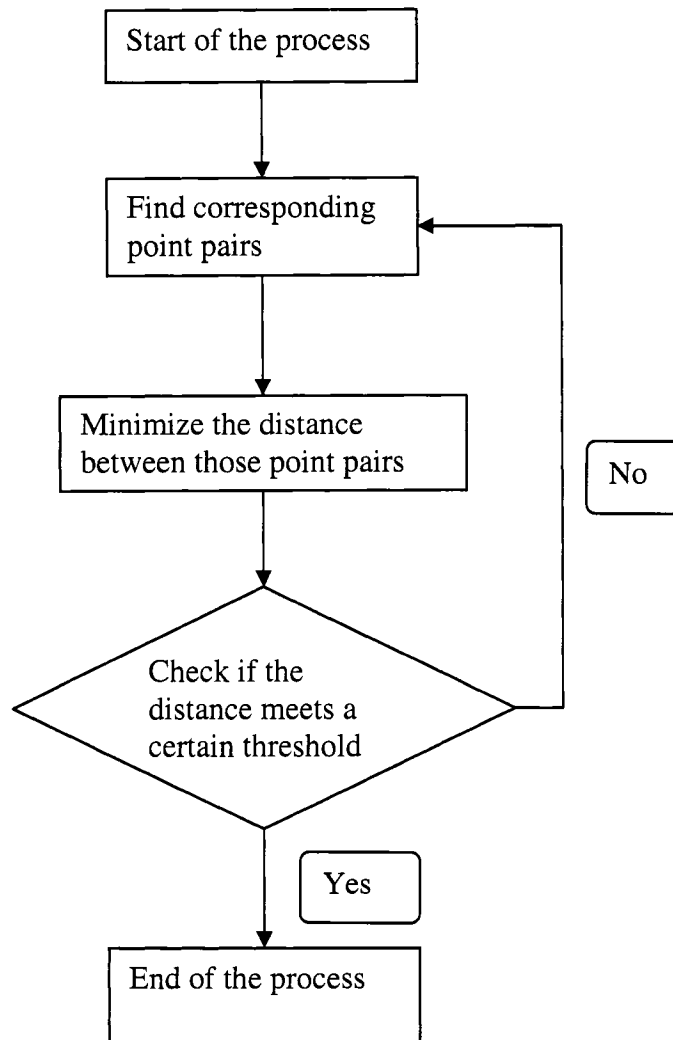 Start of the process
Find corresponding
point pairs
Minimize the distance
between those point pairs
No
Check if the
distance meets a
certain threshold
Yes
End of the process